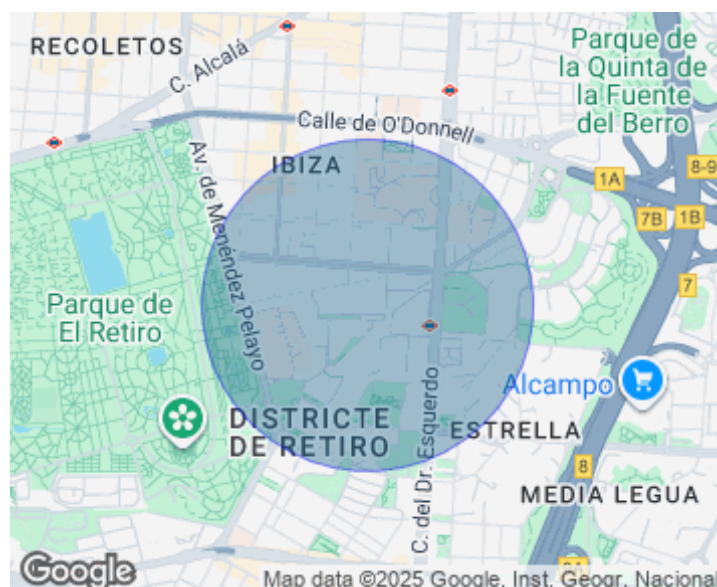 RECOLETOS
C. Alcalá
Parque de
la Quinta de
la Fuente
del Berro
Calle de O'Donnell
IBIZA
8-9
1A
7B
1B
Av. de Menéndez Pelayo
7
Parque de
El Retiro
Alcampo
DISTRICTE
DE RETIRO
C. del Dr. Esquerdo
ESTRELLA
8
MEDIA LEGUA
Google
Map data ©2025 Google, Inst. Geogr. Nacional